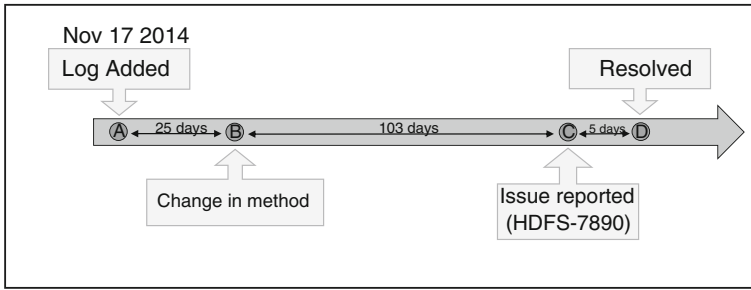 Nov 17 2014
Log Added
Resolved
A
25 days
B
103 days
C
5 days
D
Change in method
Issue reported
(HDFS-7890)